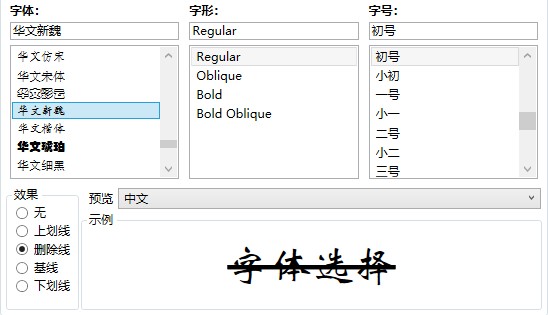 字体: 字形: 字号:
华文新魏 Regular 初号
华文仿宋 Regular 初号
华文宋体 Oblique 小初
华文彩云 Bold 一号
华文新魏 Bold Oblique 小一
华文楷体 二号
华文琥珀 小二
华文细黑 三号
效果 预览 中文
无 示例
上划线
删除线 字体选择
基线
下划线